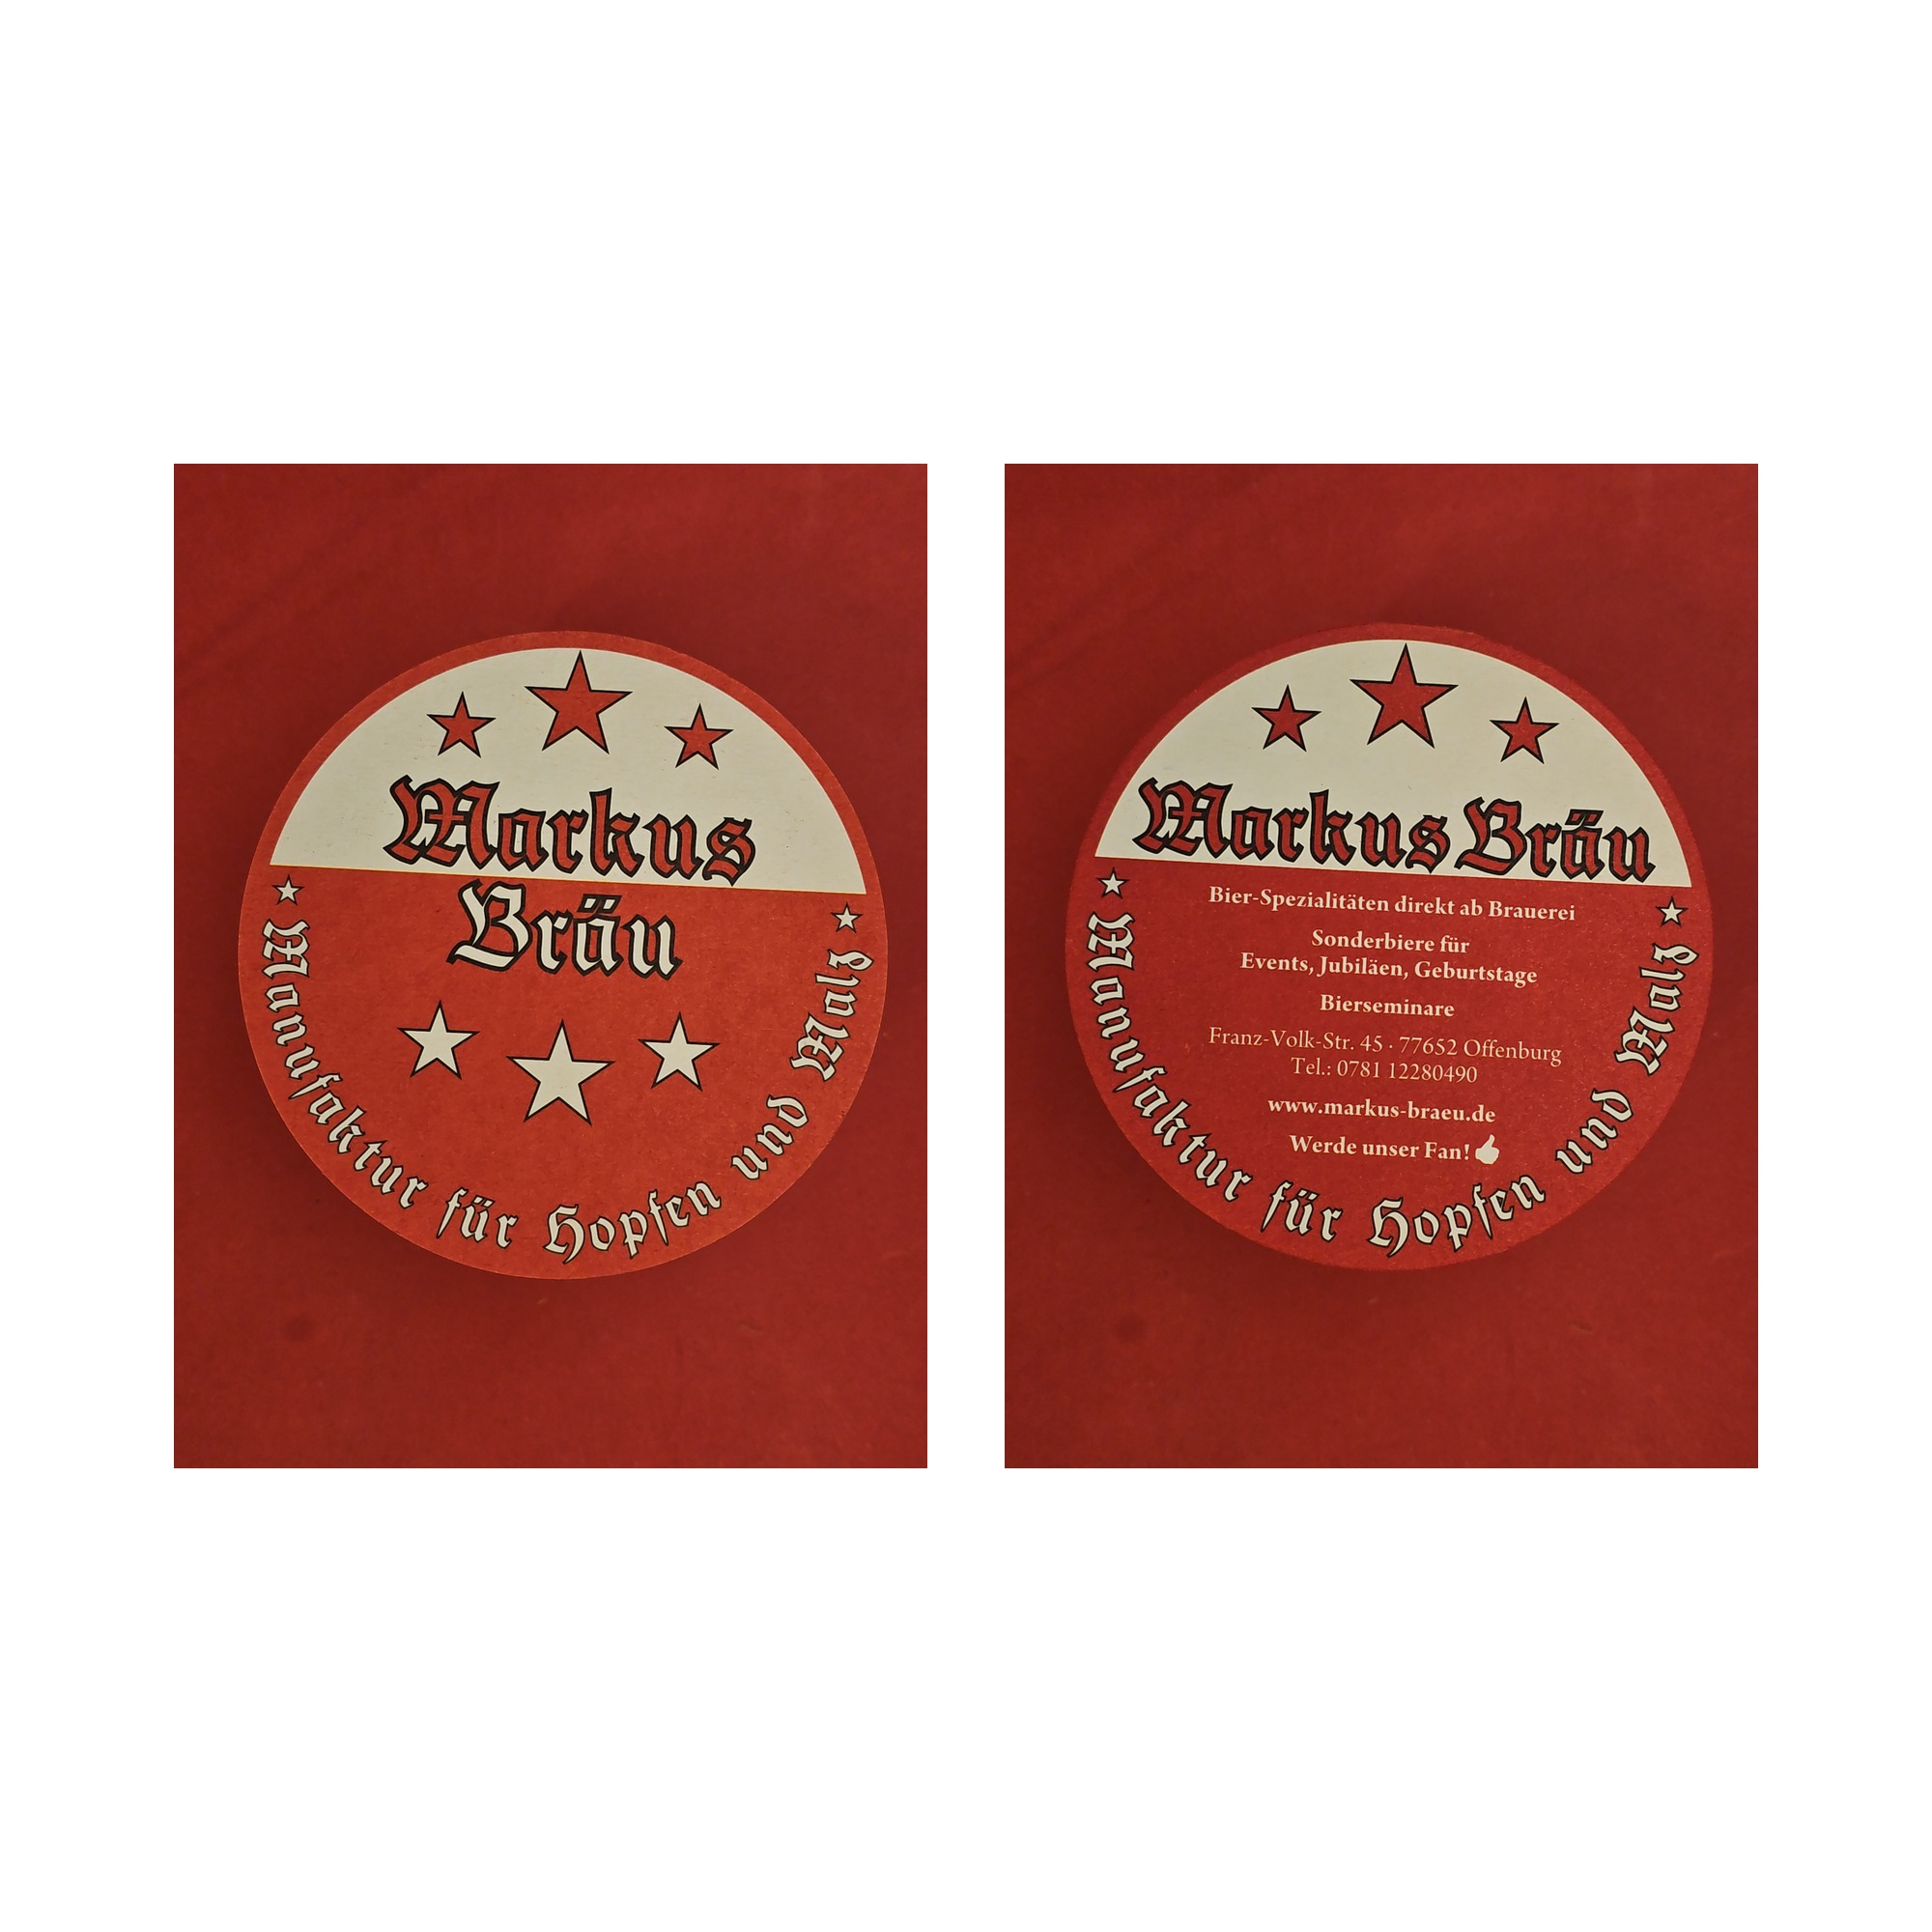 Markus
Bräu
Mannufaktur für Hopfen und Malz
Markus Bräu
Bier-Spezialitäten direkt ab Brauerei
Sonderbiere für
Events, Jubiläen, Geburtstage
Bierseminare
Franz-Volk-Str. 45 · 77652 Offenburg
Tel.: 0781 12280490
www.markus-braeu.de
Werde unser Fan!
Mannufaktur für Hopfen und Malz